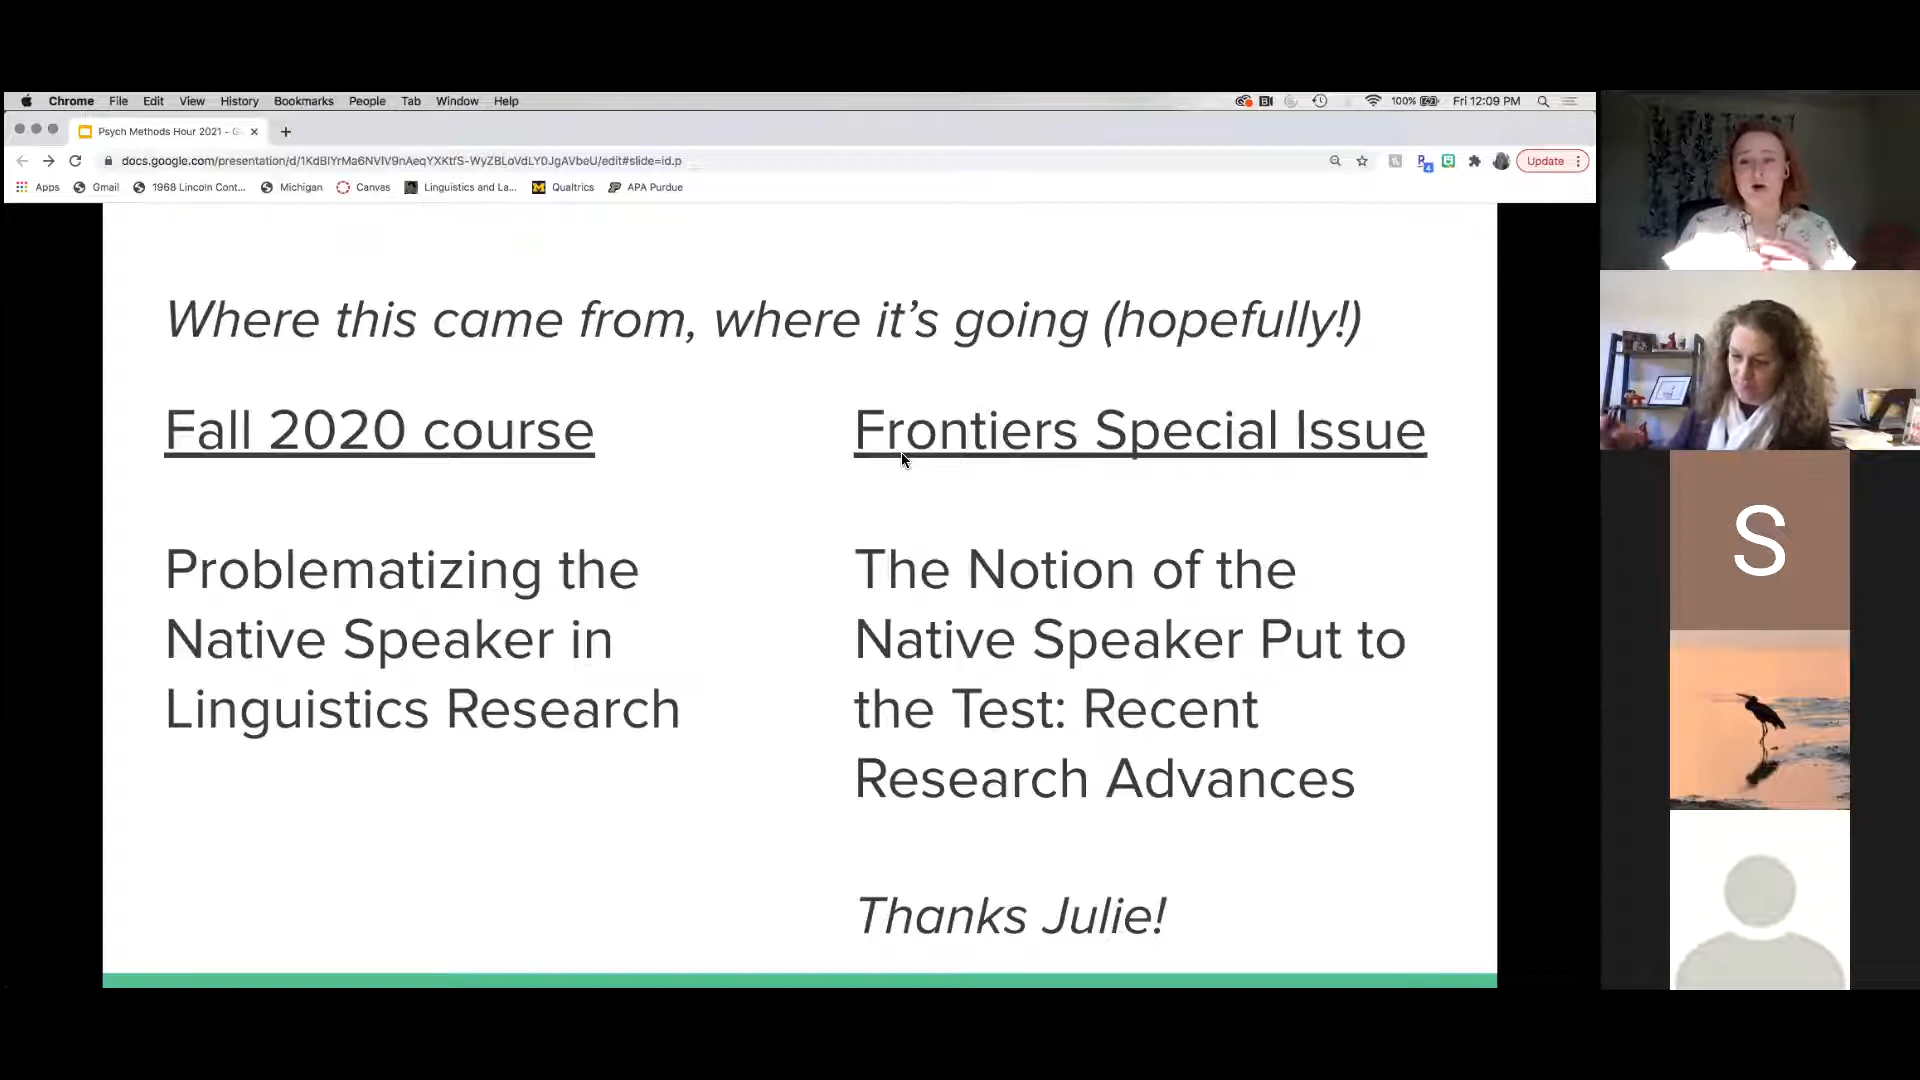 Chrome File Edit View History Bookmarks People Tab Window Help 100% Fri 12:09 PM
Psych Methods Hour 2021 - G
docs.google.com/presentation/d/1KdBIYrMa6NVIV9nAeqYXKtfS-WyZBLoVdLY0JgAVbeU/edit#slide=id.p Update
Apps Gmail 1968 Lincoln Cont... Michigan Canvas Linguistics and La... Qualtrics APA Purdue
Where this came from, where it's going (hopefully!)
Fall 2020 course
Problematizing the
Native Speaker in
Linguistics Research
Frontiers Special Issue
The Notion of the
Native Speaker Put to
the Test: Recent
Research Advances
Thanks Julie!
S